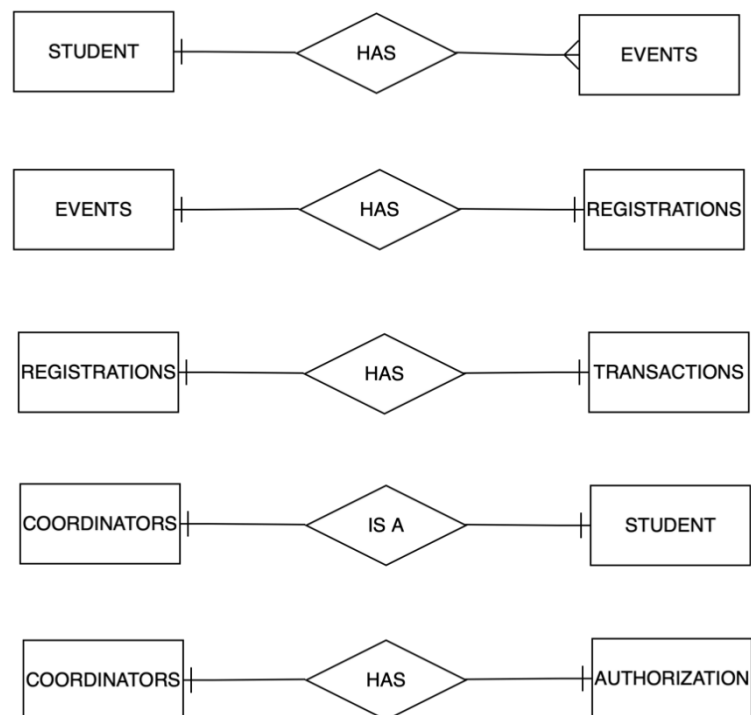 STUDENT HAS EVENTS
EVENTS HAS REGISTRATIONS
REGISTRATIONS HAS TRANSACTIONS
COORDINATORS IS A STUDENT
COORDINATORS HAS AUTHORIZATION